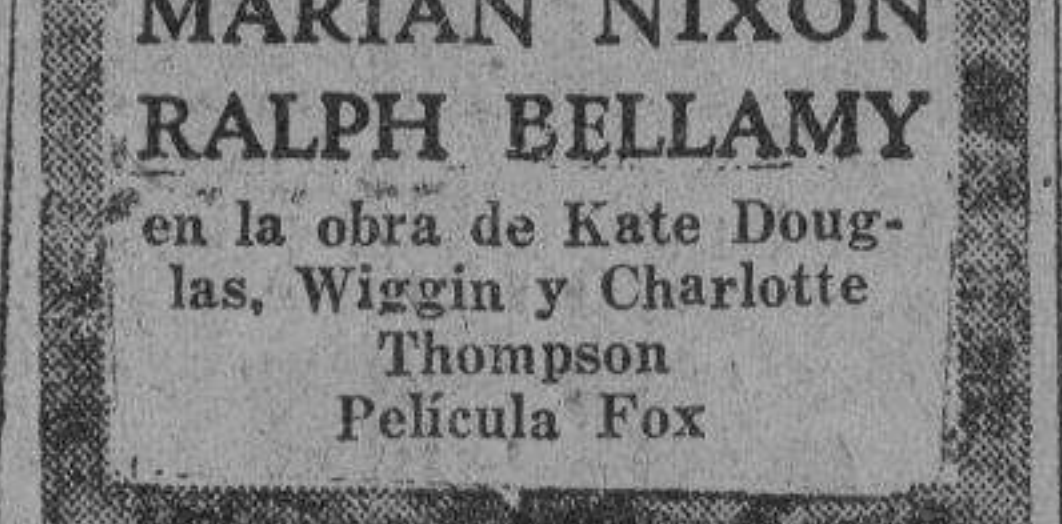 MARIAN NIXON
RALPH BELLAMY
en la obra de Kate Doug-
las, Wiggin y Charlotte
Thompson
Película Fox